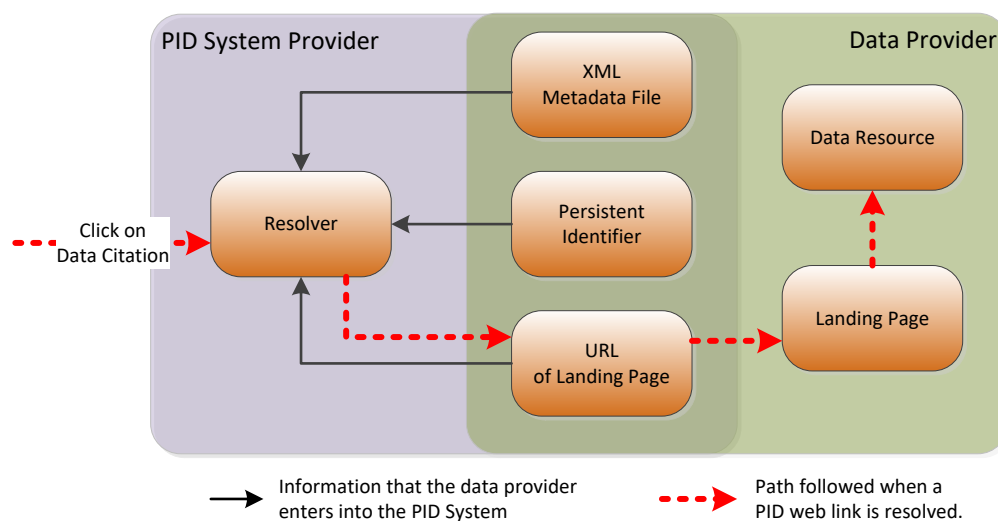 PID System Provider
Data Provider
XML
Metadata File
Data Resource
Resolver
Persistent
Identifier
Click on
Data Citation
Landing Page
URL
of Landing Page
Information that the data provider
enters into the PID System
Path followed when a
PID web link is resolved.